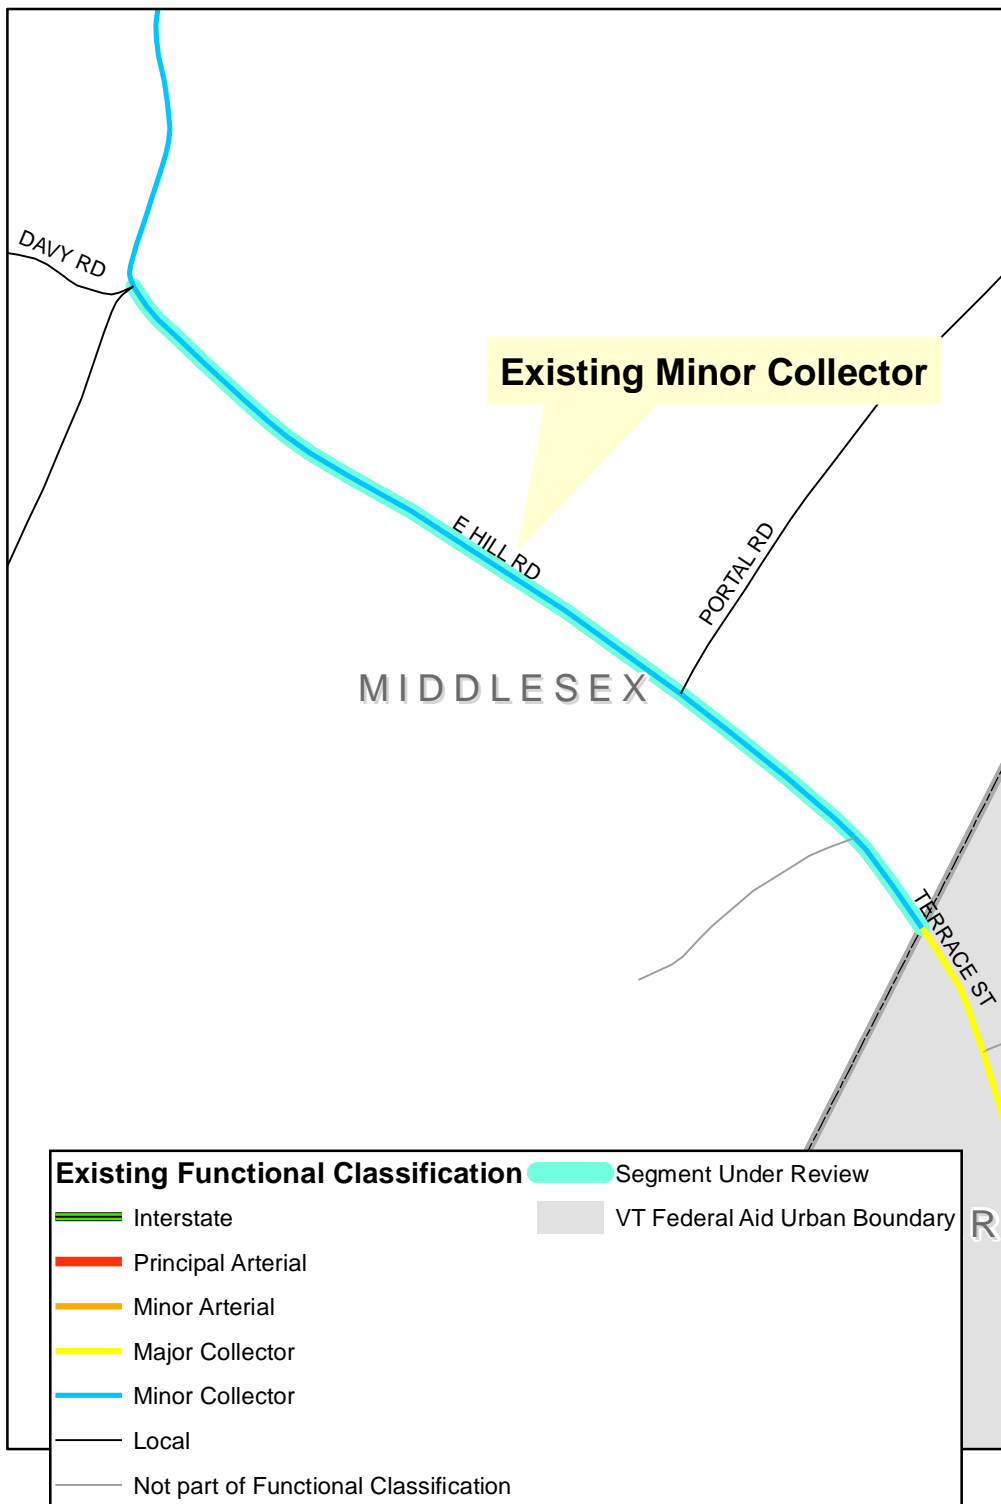 DAVY RD
Existing Minor Collector
E HILL RD
PORTAL RD
MIDDLESEX
TERRACE ST
Existing Functional Classification
Segment Under Review
Interstate
VT Federal Aid Urban Boundary
R
Principal Arterial
Minor Arterial
Major Collector
Minor Collector
Local
Not part of Functional Classification